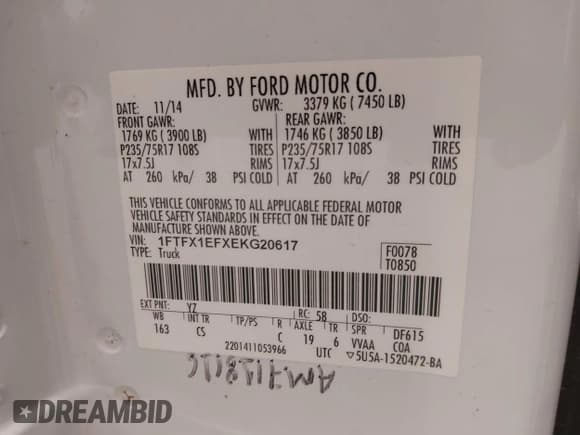 MFD. BY FORD MOTOR CO.
DATE: 11/14 GVWR: 3379 KG (7450 LB)
FRONT GAWR: REAR GAWR:
1769 KG (3900 LB) WITH 1746 KG (3850 LB) WITH
P235/75R17 108S TIRES P235/75R17 108S TIRES
17x7.5J RIMS 17x7.5J RIMS
AT 260 kPa/ 38 PSI COLD AT 260 kPa/ 38 PSI COLD
THIS VEHICLE CONFORMS TO ALL APPLICABLE FEDERAL MOTOR
VEHICLE SAFETY STANDARDS IN EFFECT ON THE DATE OF
MANUFACTURE SHOWN ABOVE.
VIN: 1FTFX1EFXEKG20617 F0078
TYPE: Truck T0850
EXT PNT: YZ RC: 58 DSO:
WB INT TR TP/PS R AXLE TR SPR DF615
163 CS C 19 6 VVAA COA
2201411053966 UTC ▽5U5A-1520472-BA
DREAMBID